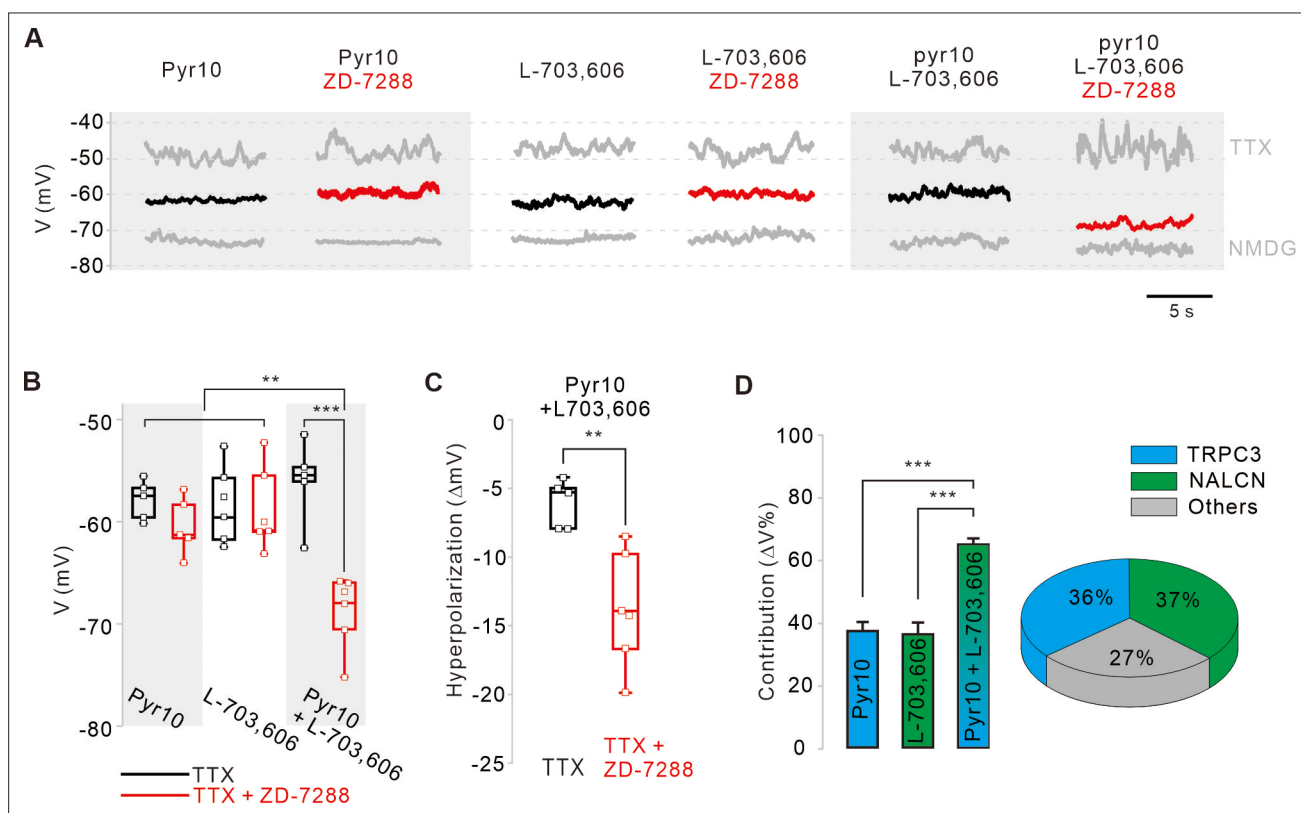 A
Pyr10
Pyr10
ZD-7288
L-703,606
L-703,606
ZD-7288
pyr10
L-703,606
pyr10
L-703,606
ZD-7288
V (mV)
-40
-50
-60
-70
-80
TTX
NMDG
5 s
B
**
***
V (mV)
-50
-60
-70
-80
Pyr10
L-703,606
Pyr10
+ L-703,606
TTX
TTX + ZD-7288
C
Pyr10
+L703,606
**
Hyperpolarization (ΔmV)
0
-5
-10
-15
-20
-25
TTX
TTX +
ZD-7288
D
***
***
Contribution (ΔV%)
100
80
60
40
20
0
Pyr10
L-703,606
Pyr10 + L-703,606
TRPC3
NALCN
Others
36%
37%
27%